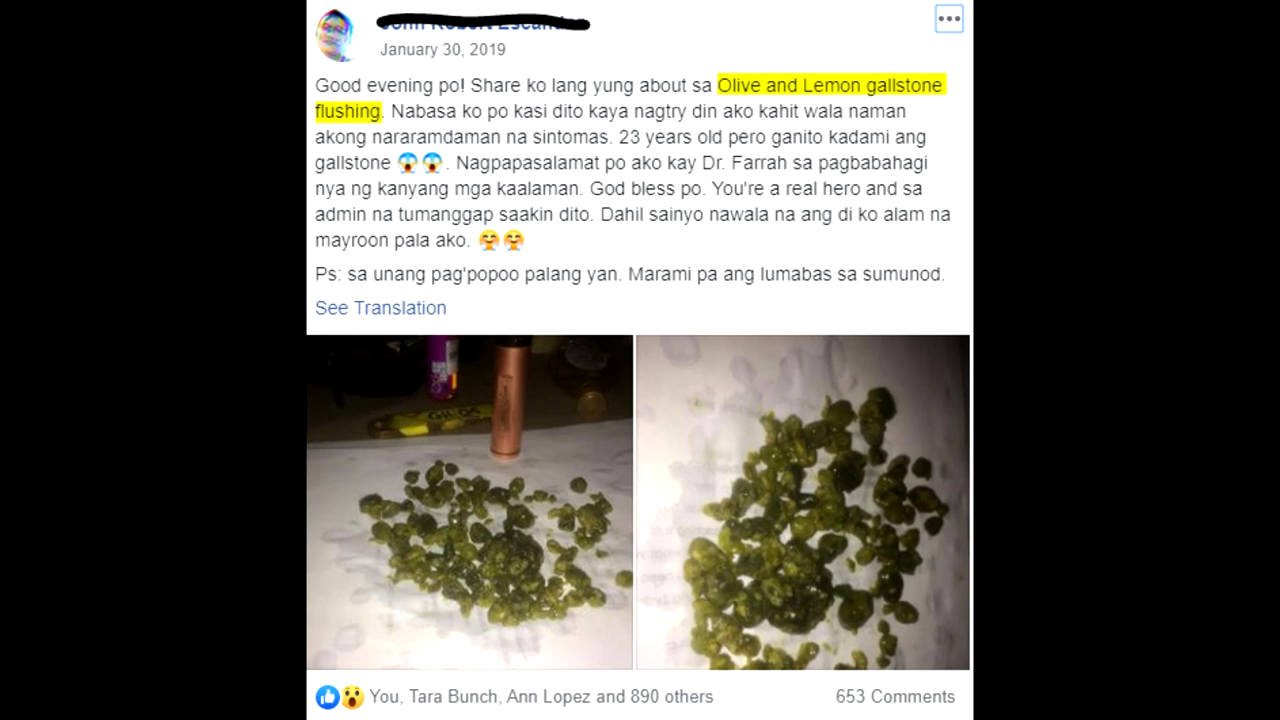 January 30, 2019
Good evening po! Share ko lang yung about sa Olive and Lemon gallstone
flushing. Nabasa ko po kasi dito kaya nagtry din ako kahit wala naman
akong nararamdaman na sintomas. 23 years old pero ganito kadami ang
gallstone 😱😱. Nagpapasalamat po ako kay Dr. Farrah sa pagbabahagi
nya ng kanyang mga kaalaman. God bless po. You're a real hero and sa
admin na tumanggap saakin dito. Dahil sainyo nawala na ang di ko alam na
mayroon pala ako. 🤗🤗
Ps: sa unang pag'popoo palang yan. Marami pa ang lumabas sa sumunod.
See Translation
You, Tara Bunch, Ann Lopez and 890 others
653 Comments